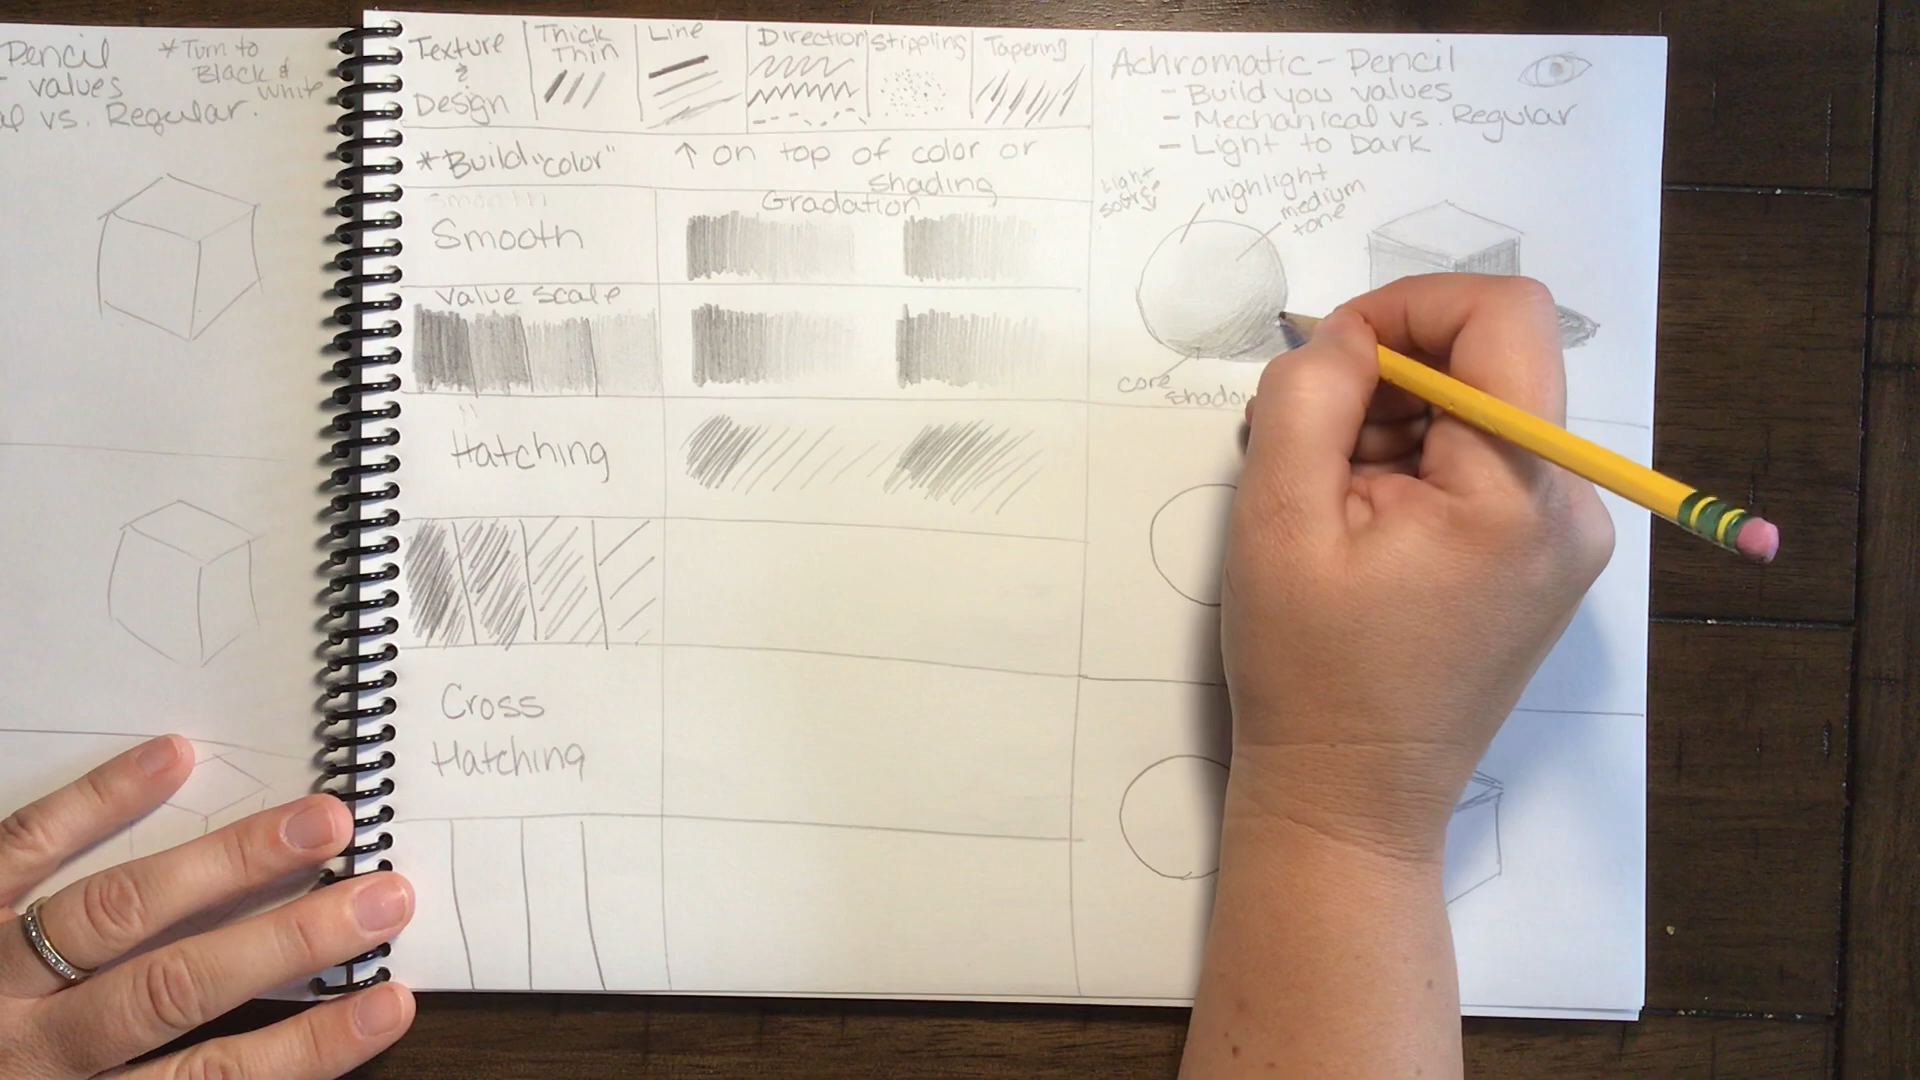 Pencil
*Turn to
Black &
White
values
vs. Regular.
Texture
&
Design
Thick
Thin
Line
Direction
Stippling
Tapering
*Build "color"
↑ on top of color or
shading
Smooth
Gradation
Value Scale
Hatching
Cross
Hatching
Achromatic - Pencil
- Build you values
- Mechanical vs. Regular
- Light to Dark
light
source
highlight
medium
tone
core
shadow